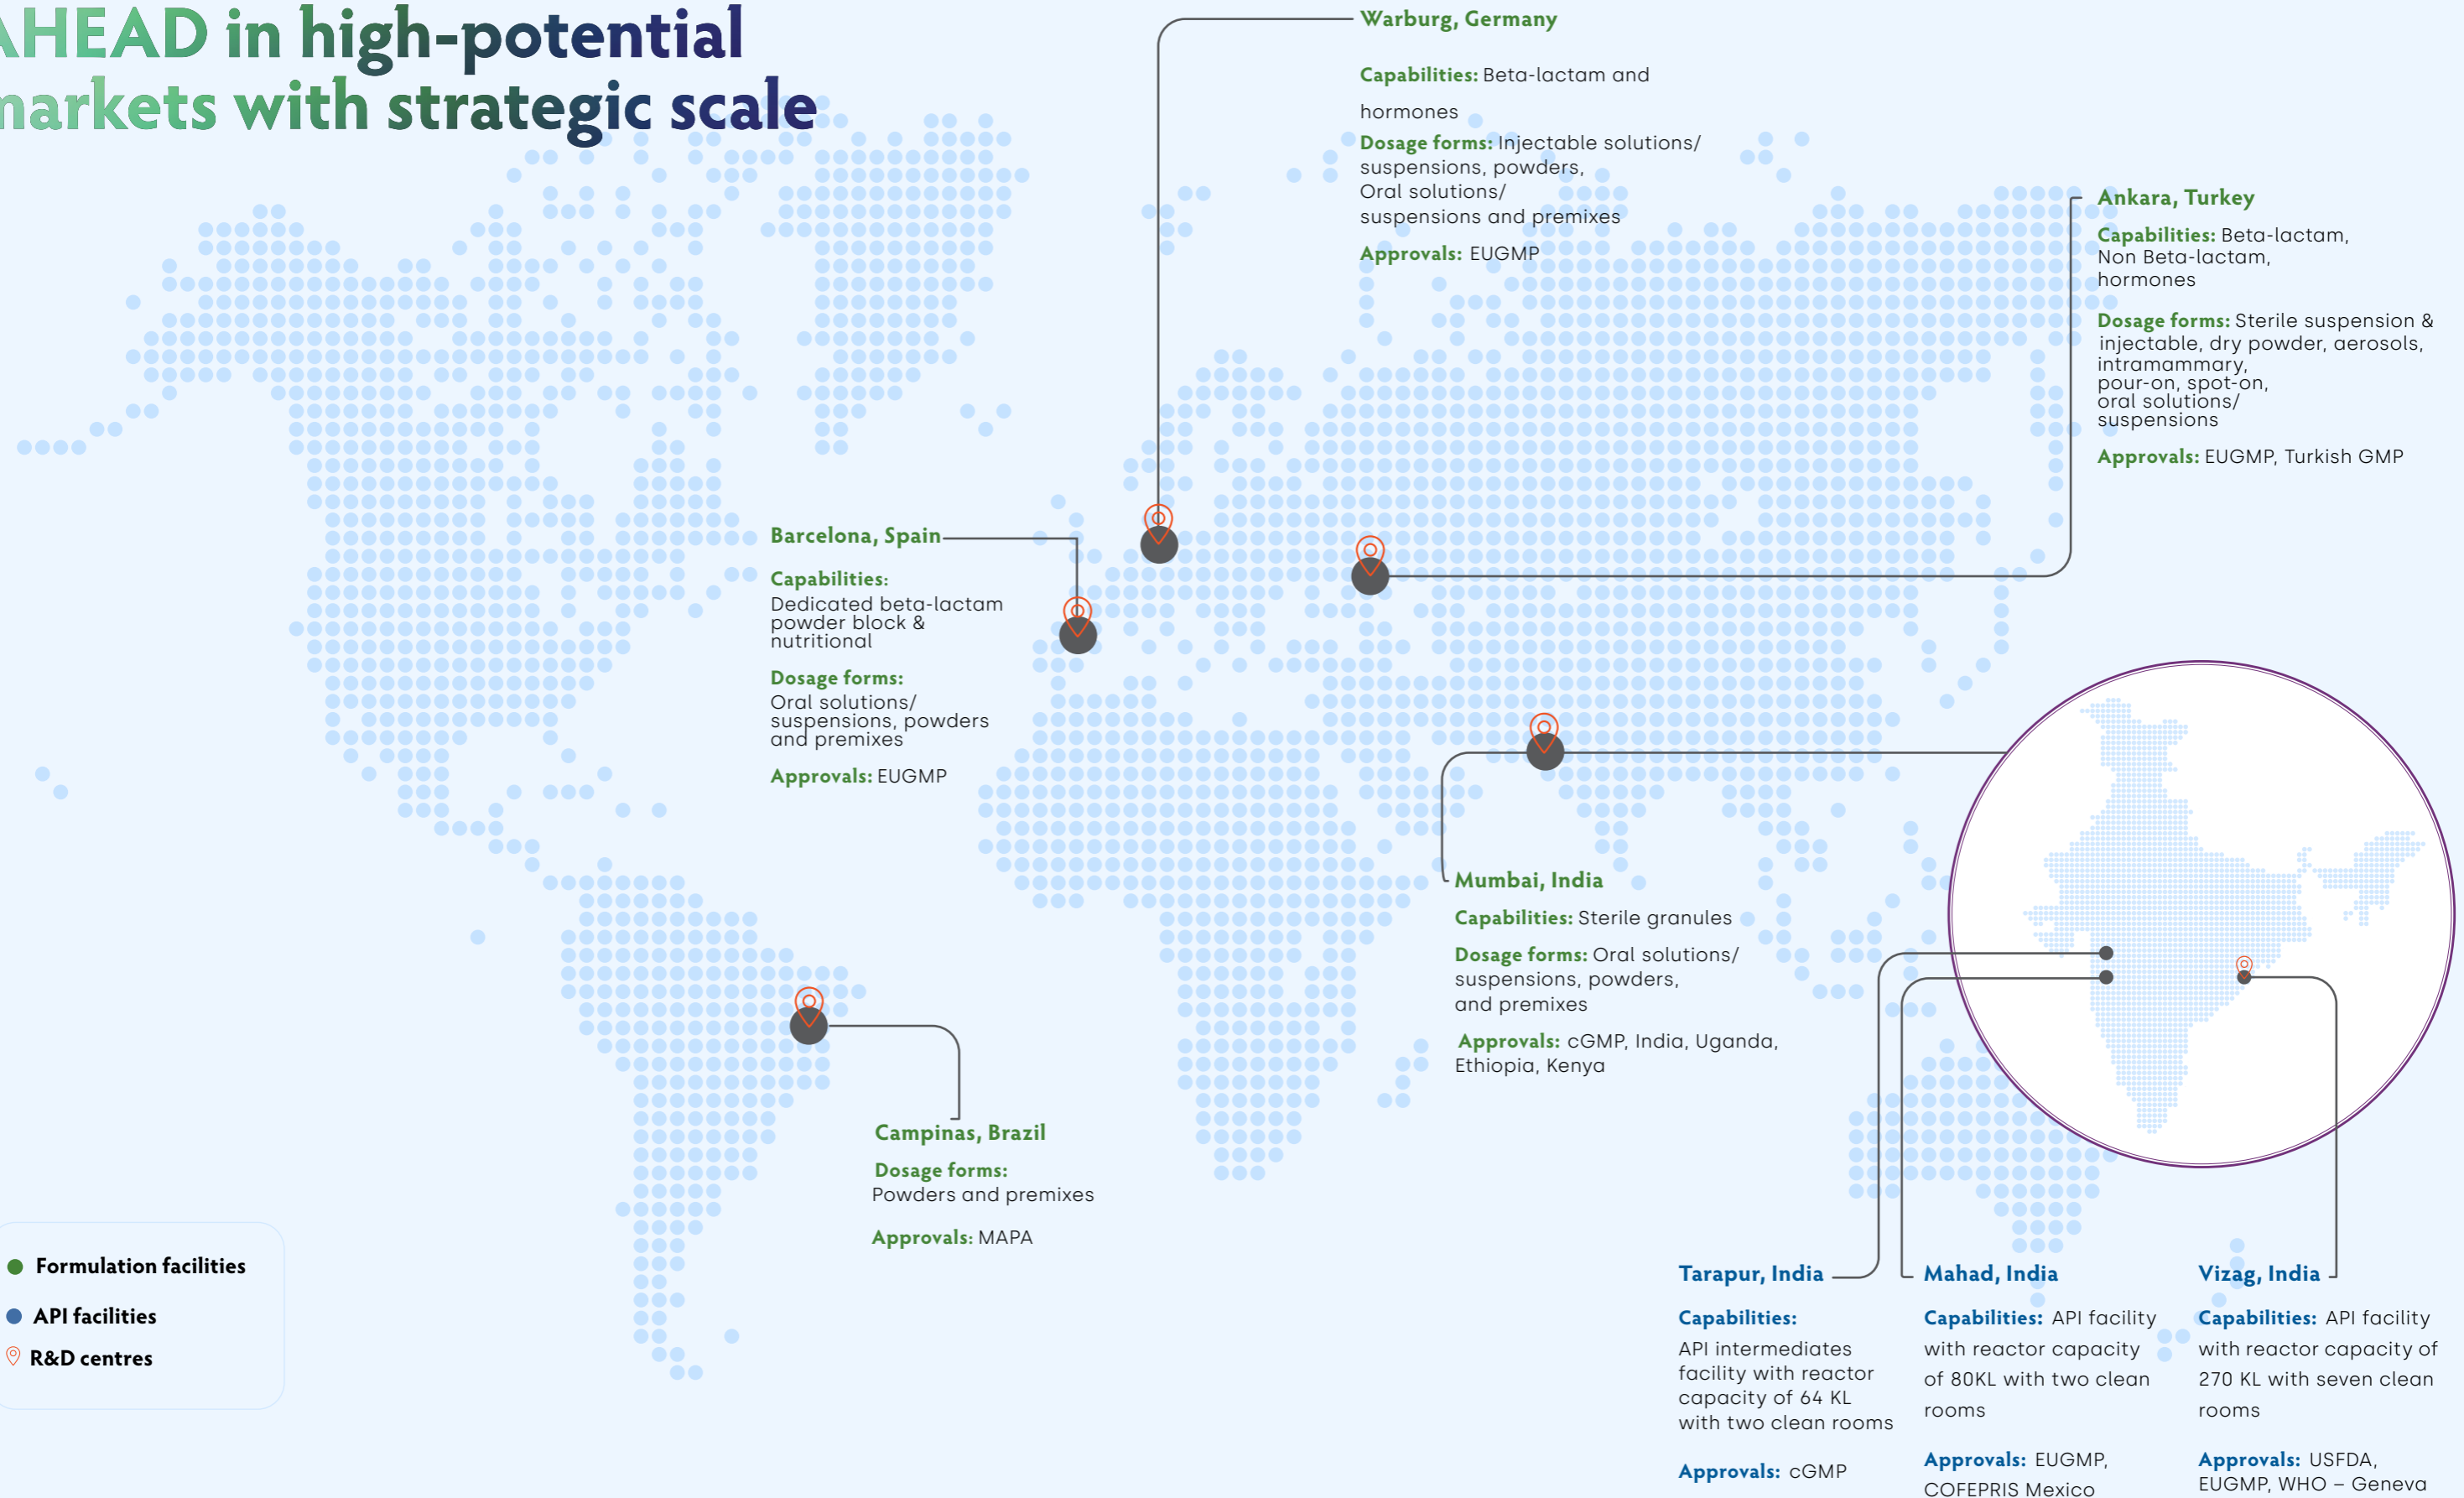 AHEAD in high-potential
markets with strategic scale
Warburg, Germany
Capabilities: Beta-lactam and
hormones
Dosage forms: Injectable solutions/
suspensions, powders,
Oral solutions/
suspensions and premixes
Approvals: EUGMP
Ankara, Turkey
Capabilities: Beta-lactam,
Non Beta-lactam,
hormones
Dosage forms: Sterile suspension &
injectable, dry powder, aerosols,
intramammary,
pour-on, spot-on,
oral solutions/
suspensions
Approvals: EUGMP, Turkish GMP
Barcelona, Spain
Capabilities:
Dedicated beta-lactam
powder block &
nutritional
Dosage forms:
Oral solutions/
suspensions, powders
and premixes
Approvals: EUGMP
Mumbai, India
Capabilities: Sterile granules
Dosage forms: Oral solutions/
suspensions, powders,
and premixes
Approvals: cGMP, India, Uganda,
Ethiopia, Kenya
Campinas, Brazil
Dosage forms:
Powders and premixes
Approvals: MAPA
Formulation facilities
API facilities
R&D centres
Tarapur, India
Capabilities:
API intermediates
facility with reactor
capacity of 64 KL
with two clean rooms
Approvals: cGMP
Mahad, India
Capabilities: API facility
with reactor capacity
of 80KL with two clean
rooms
Approvals: EUGMP,
COFEPRIS Mexico
Vizag, India
Capabilities: API facility
with reactor capacity of
270 KL with seven clean
rooms
Approvals: USFDA,
EUGMP, WHO – Geneva